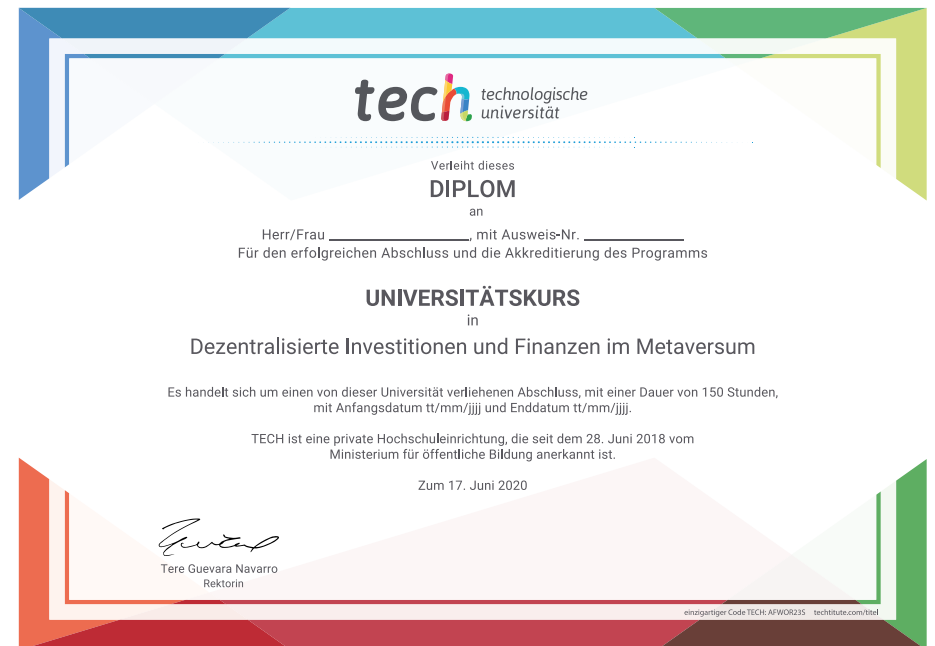 tech technologische
universität
Verleiht dieses
DIPLOM
an
Herr/Frau ____________, mit Ausweis-Nr. ____________
Für den erfolgreichen Abschluss und die Akkreditierung des Programms
UNIVERSITÄTSKURS
in
Dezentralisierte Investitionen und Finanzen im Metaversum
Es handelt sich um einen von dieser Universität verliehenen Abschluss, mit einer Dauer von 150 Stunden,
mit Anfangsdatum tt/mm/jjjj und Enddatum tt/mm/jjjj.
TECH ist eine private Hochschuleinrichtung, die seit dem 28. Juni 2018 vom
Ministerium für öffentliche Bildung anerkannt ist.
Zum 17. Juni 2020
Tere Guevara Navarro
Rektorin
einzigartiger Code TECH: AFWOR235 techtitute.com/titel